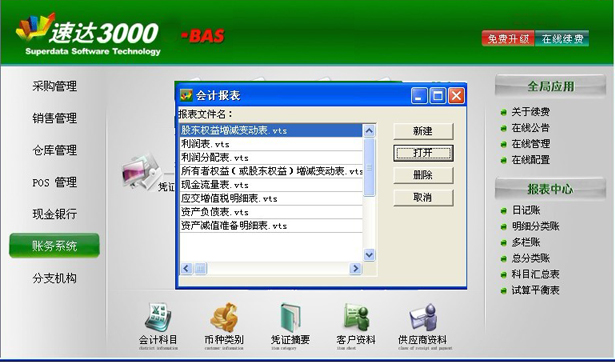 速达3000 -BAS
Superdata Software Technology
免费升级 在线续费
采购管理
销售管理
仓库管理
POS 管理
现金银行
账务系统
分支机构
会计报表
报表文件名：
股东权益增减变动表.vts
利润表.vts
利润分配表.vts
所有者权益（或股东权益）增减变动表.vts
现金流量表.vts
应交增值税明细表.vts
资产负债表.vts
资产减值准备明细表.vts
新建
打开
删除
取消
凭证
会计科目
币种类别
凭证摘要
客户资料
供应商资料
全局应用
关于续费
在线公告
在线管理
在线配置
报表中心
日记账
明细分类账
多栏账
总分类账
科目汇总表
试算平衡表